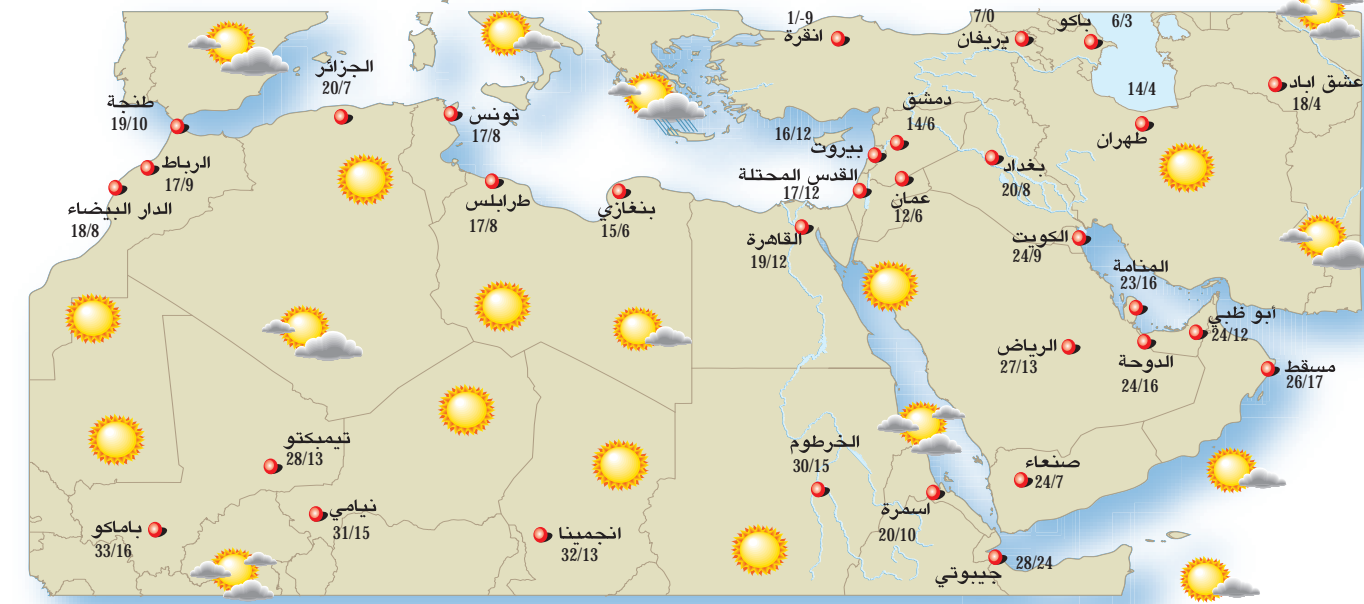 1/-9
انقرة
7/0
يريفان
باكو
6/3
عشق اباد
18/4
14/4
طهران
الجزائر
20/7
طنجة
19/10
تونس
17/8
دمشق
14/6
16/12
بيروت
بغداد
20/8
الرباط
17/9
القدس المحتلة
17/12
عمان
12/6
الدار البيضاء
18/8
طرابلس
17/8
بنغازي
15/6
القاهرة
19/12
الكويت
24/9
المنامة
23/16
أبو ظبي
24/12
الرياض
27/13
الدوحة
24/16
مسقط
26/17
تيمبكتو
28/13
الخرطوم
30/15
صنعاء
24/7
نيامي
31/15
اسمرة
20/10
باماكو
33/16
انجمينا
32/13
28/24
جيبوتي